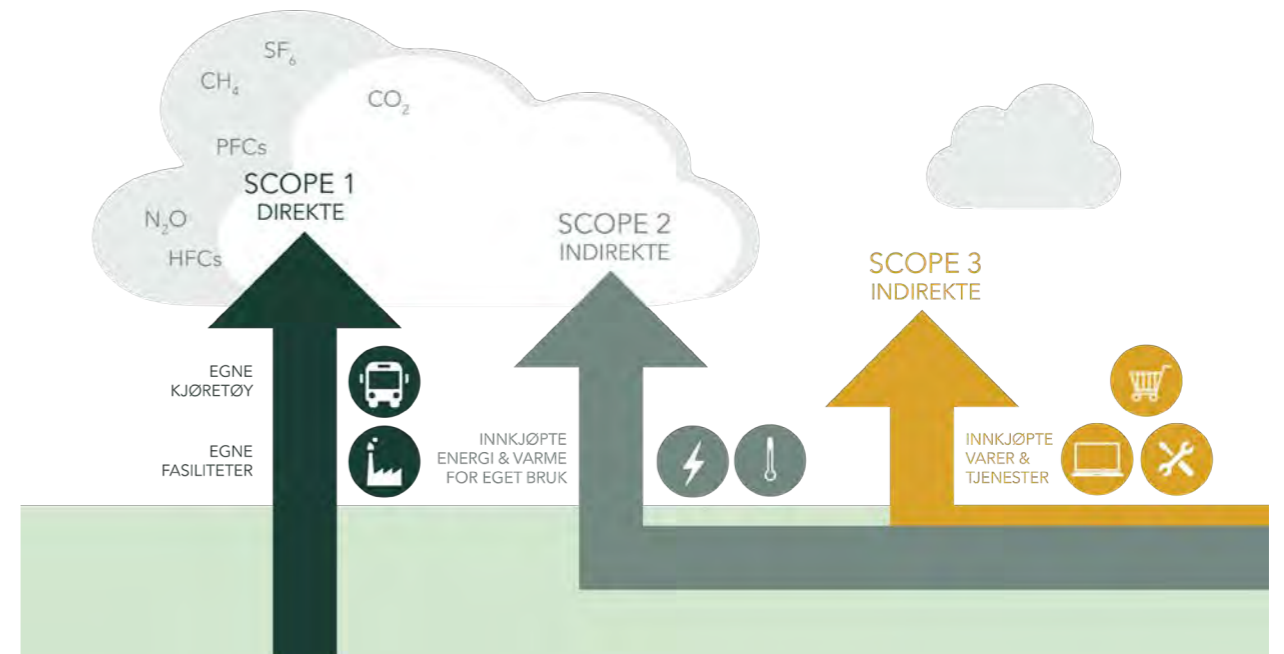 SF₆
CH₄
CO₂
PFCs
SCOPE 1
DIREKTE
N₂O
HFCs
SCOPE 2
INDIREKTE
SCOPE 3
INDIREKTE
EGNE
KJØRETØY
EGNE
FASILITETER
INNKJØPTE
ENERGI & VARME
FOR EGET BRUK
INNKJØPTE
VARER &
TJENESTER